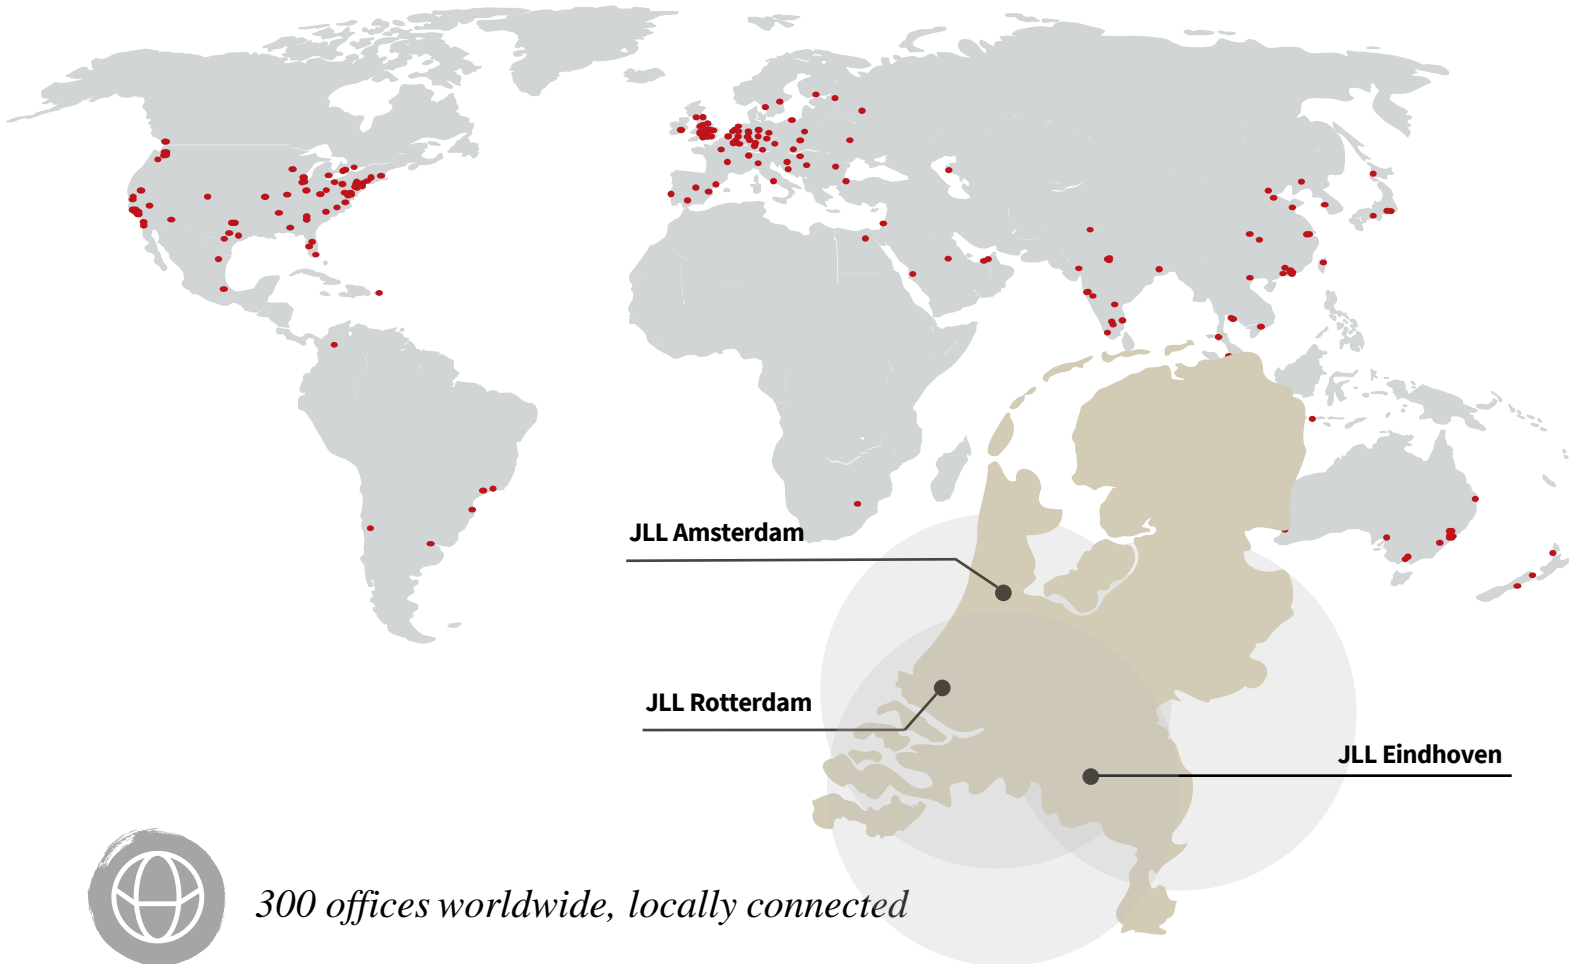 JLL Amsterdam
JLL Rotterdam
JLL Eindhoven
300 offices worldwide, locally connected